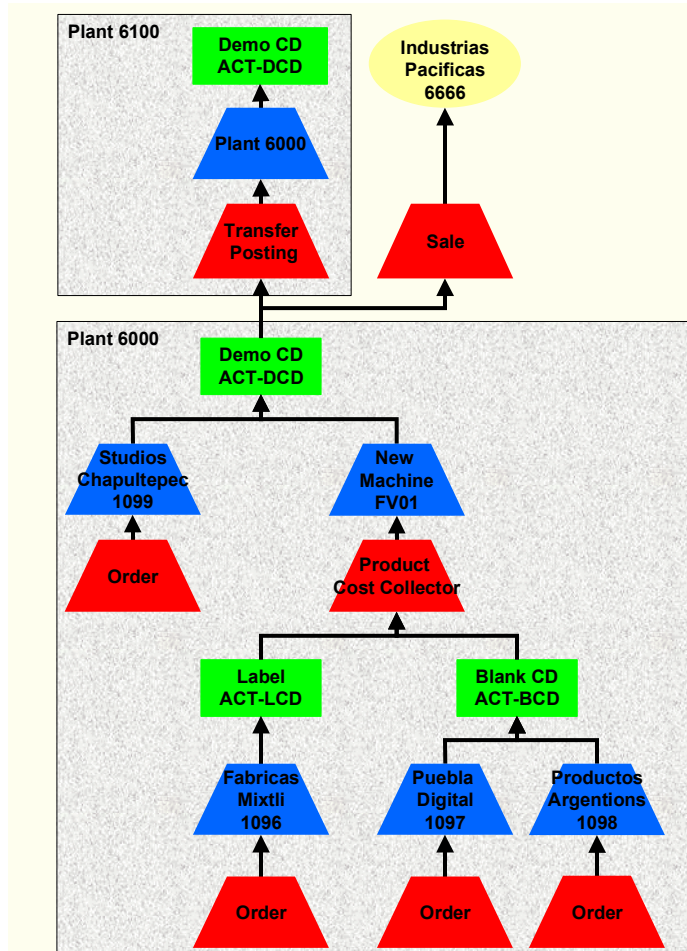 Plant 6100
Demo CD
ACT-DCD
Plant 6000
Transfer
Posting
Industrias
Pacificas
6666
Sale
Plant 6000
Demo CD
ACT-DCD
Studios
Chapultepec
1099
Order
New
Machine
FV01
Product
Cost Collector
Label
ACT-LCD
Blank CD
ACT-BCD
Fabricas
Mixtli
1096
Puebla
Digital
1097
Productos
Argentions
1098
Order
Order
Order